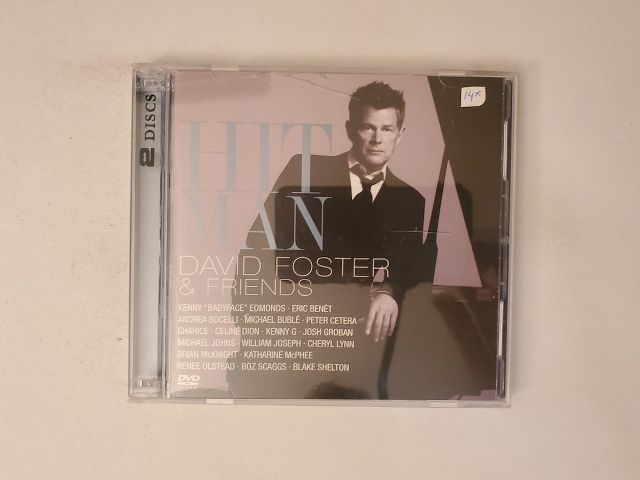 2 DISCS
1495
HIT
MAN
DAVID FOSTER
& FRIENDS
KENNY "BABYFACE" EDMONDS · ERIC BENÉT
ANDREA BOCELLI · MICHAEL BUBLÉ · PETER CETERA
CHARICE · CELINE DION · KENNY G · JOSH GROBAN
MICHAEL JOHNS · WILLIAM JOSEPH · CHERYL LYNN
BRIAN McKNIGHT · KATHARINE McPHEE
RENEE OLSTEAD · BOZ SCAGGS · BLAKE SHELTON
DVD
VIDEO